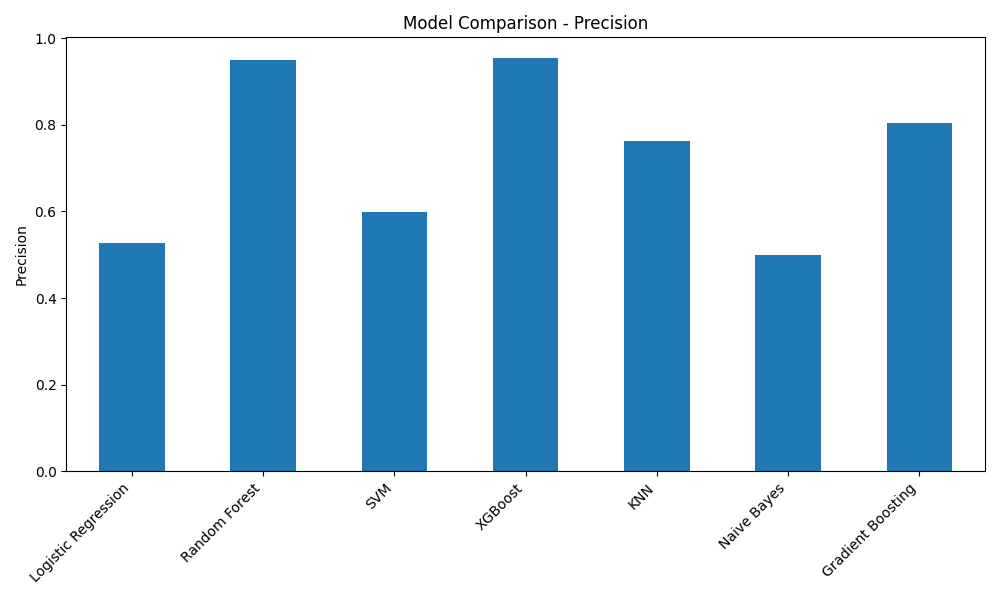 Model Comparison - Precision
Precision
1.0
0.8
0.6
0.4
0.2
0.0
Logistic Regression
Random Forest
SVM
XGBoost
KNN
Naive Bayes
Gradient Boosting